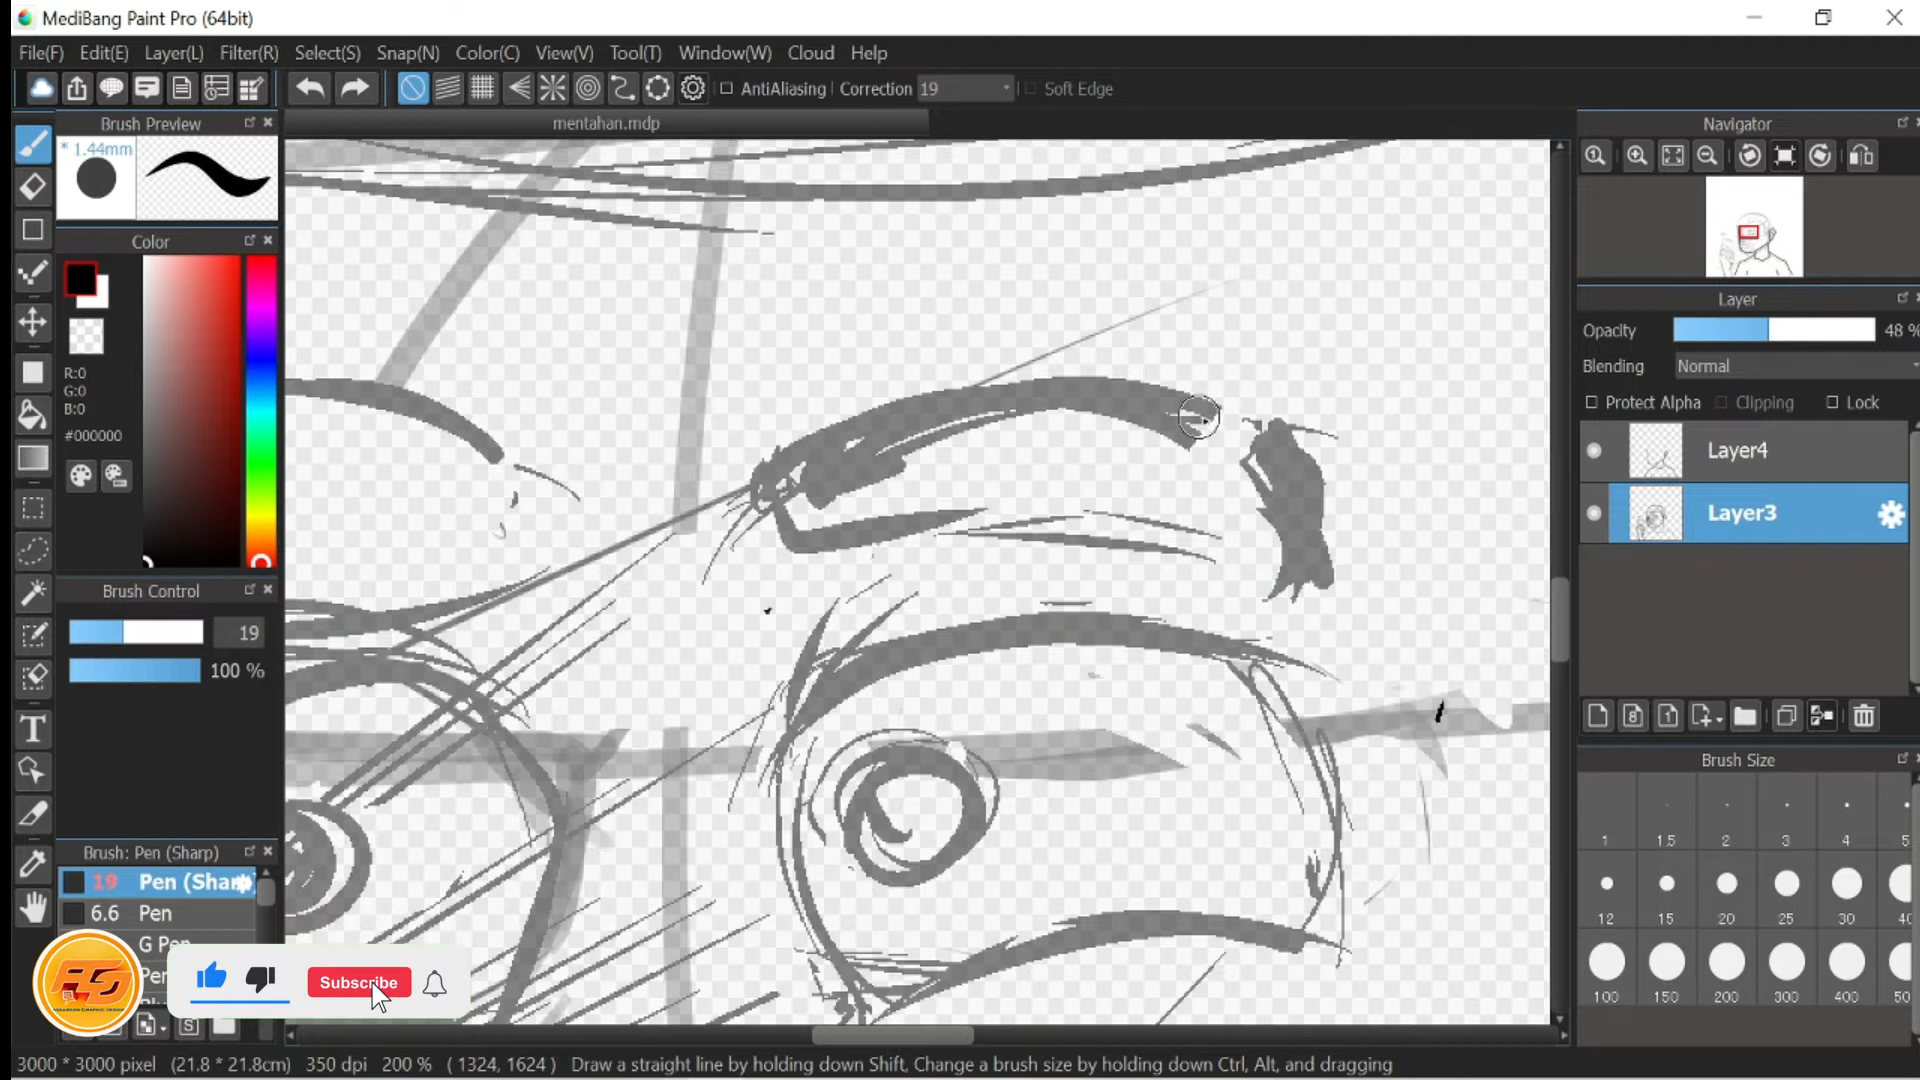 MediBang Paint Pro (64bit)
File(F) Edit(E) Layer(L) Filter(R) Select(S) Snap(N) Color(C) View(V) Tool(T) Window(W) Cloud Help
AntiAliasing Correction 19 Soft Edge
Brush Preview
mentahan.mdp
Navigator
* 1.44mm
Color
R:0
G:0
B:0
#000000
Layer
Opacity 48 %
Blending Normal
Protect Alpha Clipping Lock
Layer4
Layer3
Brush Control
19
100 %
Brush Size
1 1.5 2 3 4 5
12 15 20 25 30
100 150 200 300 400
Brush: Pen (Sharp)
19 Pen (Shar
6.6 Pen
G Pen
Subscribe
3000 * 3000 pixel (21.8 * 21.8cm) 350 dpi 200 % ( 1324, 1624 ) Draw a straight line by holding down Shift, Change a brush size by holding down Ctrl, Alt, and dragging